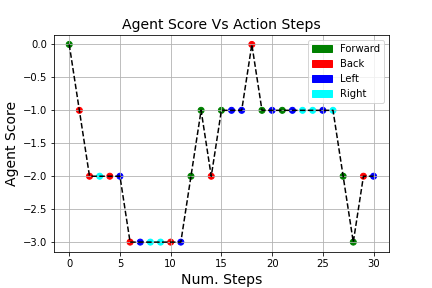 Agent Score Vs Action Steps
0.0
−0.5
−1.0
−1.5
−2.0
−2.5
−3.0
Agent Score
Forward
Back
Left
Right
0 5 10 15 20 25 30
Num. Steps